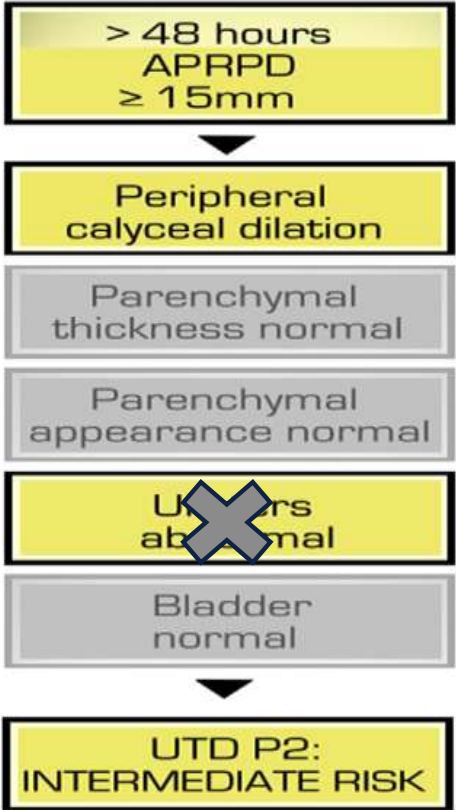 > 48 hours
APRPD
≥ 15mm
Peripheral
calyceal dilation
Parenchymal
thickness normal
Parenchymal
appearance normal
Bladder
normal
UTD P2:
INTERMEDIATE RISK